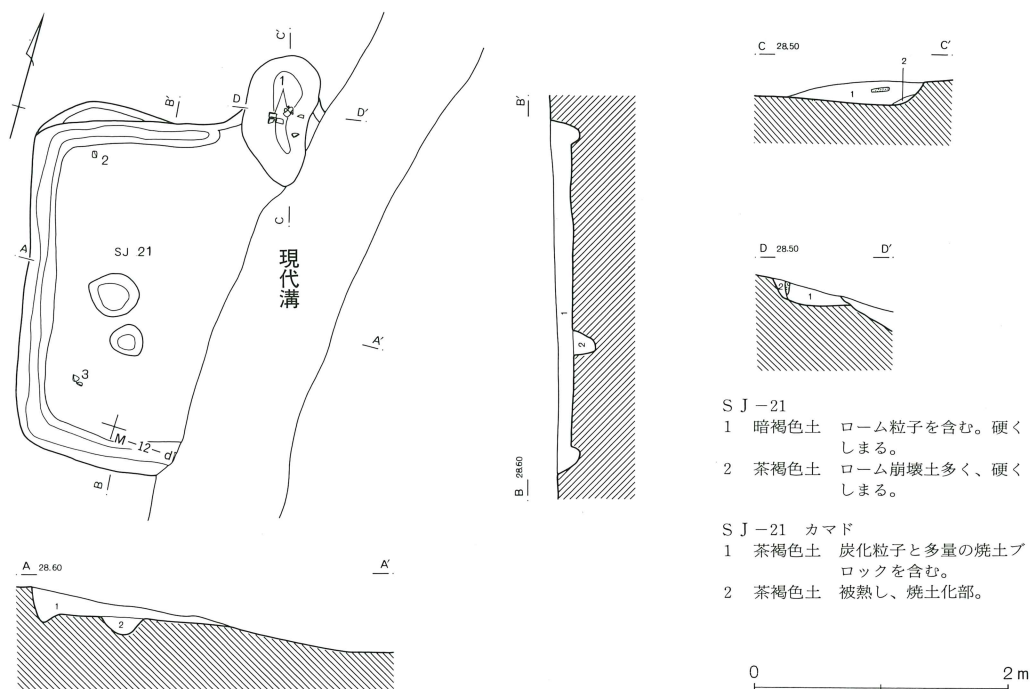 C'
1
D
D'
B'
2
A
SJ 21
C
現代溝
A'
3
M-12-d
B
B'
1
2
B 28.60
C 28.50
C'
2
1
D 28.50
D'
2
1
SJ-21
1 暗褐色土 ローム粒子を含む。硬く
しまる。
2 茶褐色土 ローム崩壊土多く、硬く
しまる。
SJ-21 カマド
1 茶褐色土 炭化粒子と多量の焼土ブ
ロックを含む。
2 茶褐色土 被熱し、焼土化部。
A 28.60
A'
1
2
0
2m